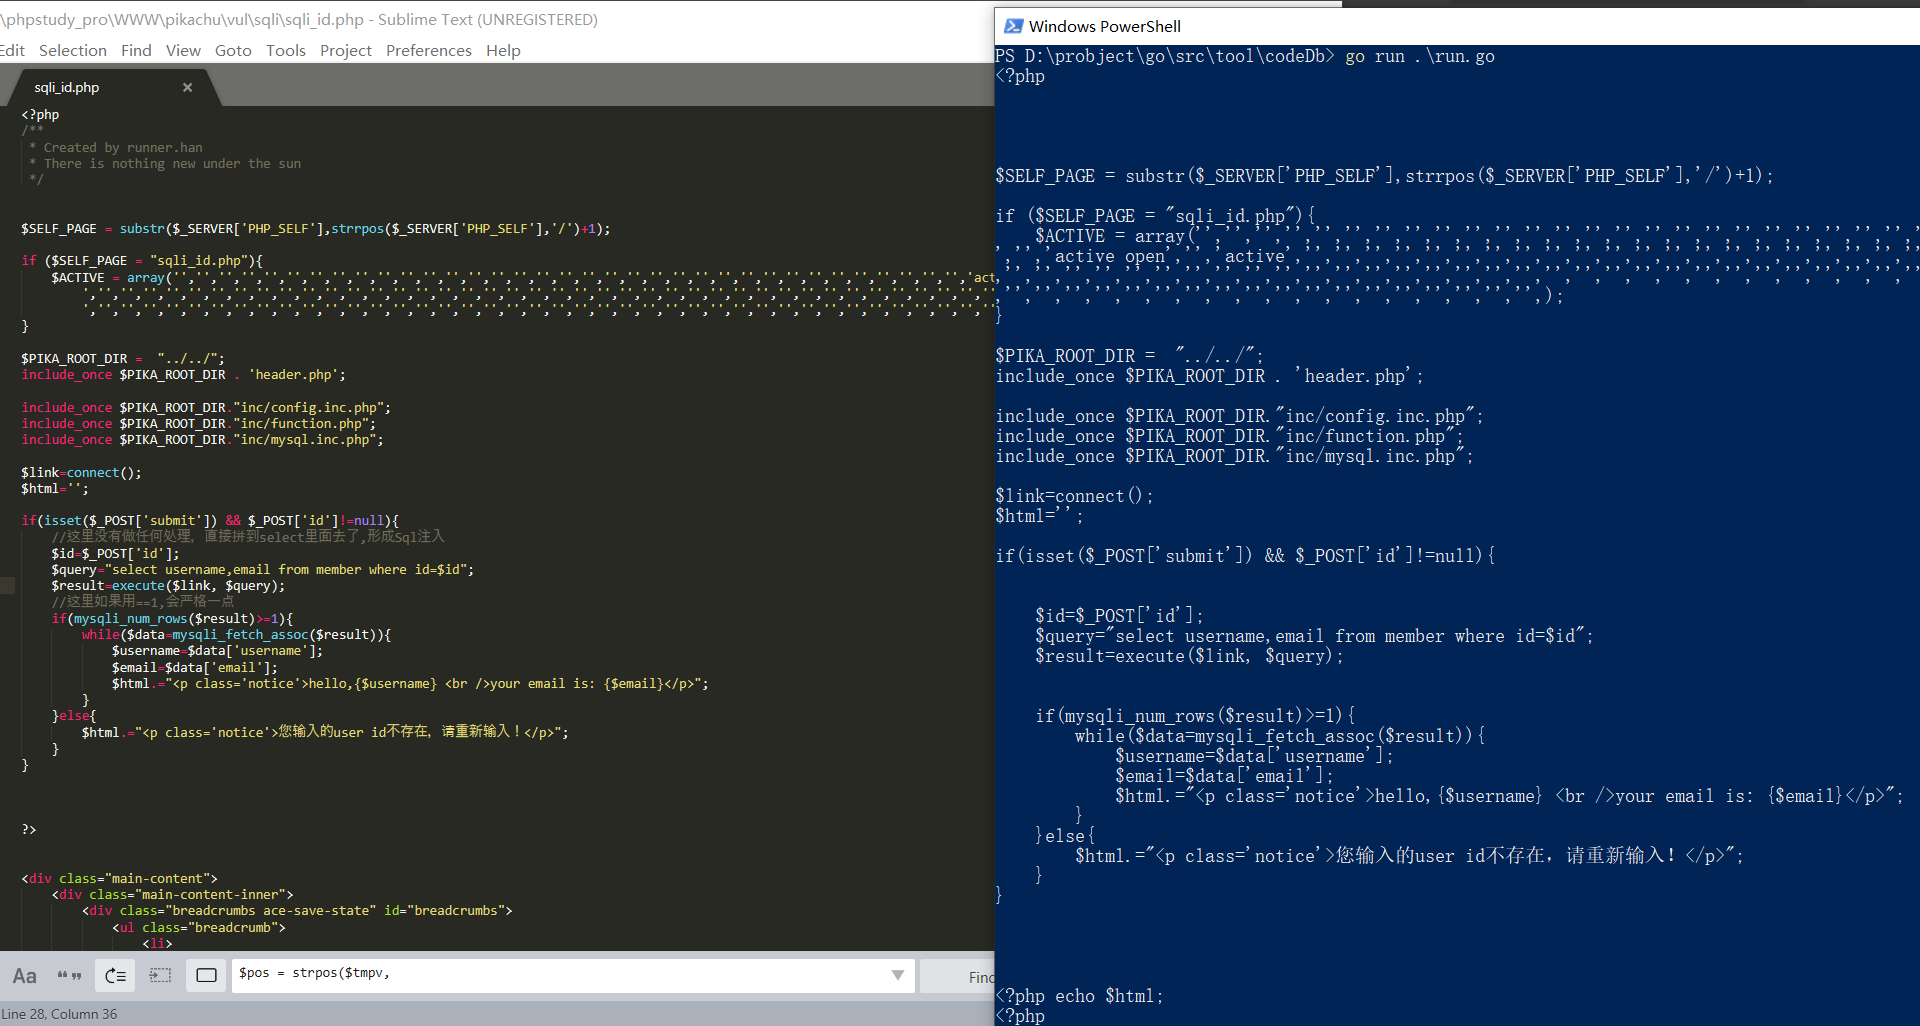 \phpstudy_pro\WWW\pikachu\vul\sqli\sqli_id.php - Sublime Text (UNREGISTERED)
Edit Selection Find View Goto Tools Project Preferences Help
sqli_id.php
<?php
/**
 * Created by runner.han
 * There is nothing new under the sun
 */
$SELF_PAGE = substr($_SERVER['PHP_SELF'],strrpos($_SERVER['PHP_SELF'],'/')+1);
if ($SELF_PAGE = "sqli_id.php"){
    $ACTIVE = array('','','','','','','','','','','','','','','','','','','','','','','','','','','','','','','','','','','',
}
$PIKA_ROOT_DIR =  "../../";
include_once $PIKA_ROOT_DIR . 'header.php';
include_once $PIKA_ROOT_DIR."inc/config.inc.php";
include_once $PIKA_ROOT_DIR."inc/function.php";
include_once $PIKA_ROOT_DIR."inc/mysql.inc.php";
$link=connect();
$html='';
if(isset($_POST['submit']) && $_POST['id']!=null){
    //这里没有做任何处理，直接拼到select里面去了,形成Sql注入
    $id=$_POST['id'];
    $query="select username,email from member where id=$id";
    $result=execute($link, $query);
    //这里如果用==1,会严格一点
    if(mysqli_num_rows($result)>=1){
        while($data=mysqli_fetch_assoc($result)){
            $username=$data['username'];
            $email=$data['email'];
            $html.="<p class='notice'>hello,{$username} <br />your email is: {$email}</p>";
        }
    }else{
        $html.="<p class='notice'>您输入的user id不存在，请重新输入！</p>";
    }
}
?>
<div class="main-content">
    <div class="main-content-inner">
        <div class="breadcrumbs ace-save-state" id="breadcrumbs">
            <ul class="breadcrumb">
                <li>
Aa
$pos = strpos($tmpv,
Find
Line 28, Column 36
Windows PowerShell
PS D:\probject\go\src\tool\codeDb> go run .\run.go
<?php
$SELF_PAGE = substr($_SERVER['PHP_SELF'],strrpos($_SERVER['PHP_SELF'],'/')+1);
if ($SELF_PAGE = "sqli_id.php"){
    $ACTIVE = array(
'active open','','active',
);
}
$PIKA_ROOT_DIR =  "../../";
include_once $PIKA_ROOT_DIR . 'header.php';
include_once $PIKA_ROOT_DIR."inc/config.inc.php";
include_once $PIKA_ROOT_DIR."inc/function.php";
include_once $PIKA_ROOT_DIR."inc/mysql.inc.php";
$link=connect();
$html='';
if(isset($_POST['submit']) && $_POST['id']!=null){
    $id=$_POST['id'];
    $query="select username,email from member where id=$id";
    $result=execute($link, $query);
    if(mysqli_num_rows($result)>=1){
        while($data=mysqli_fetch_assoc($result)){
            $username=$data['username'];
            $email=$data['email'];
            $html.="<p class='notice'>hello,{$username} <br />your email is: {$email}</p>";
        }
    }else{
        $html.="<p class='notice'>您输入的user id不存在，请重新输入！</p>";
    }
}
<?php echo $html;
<?php